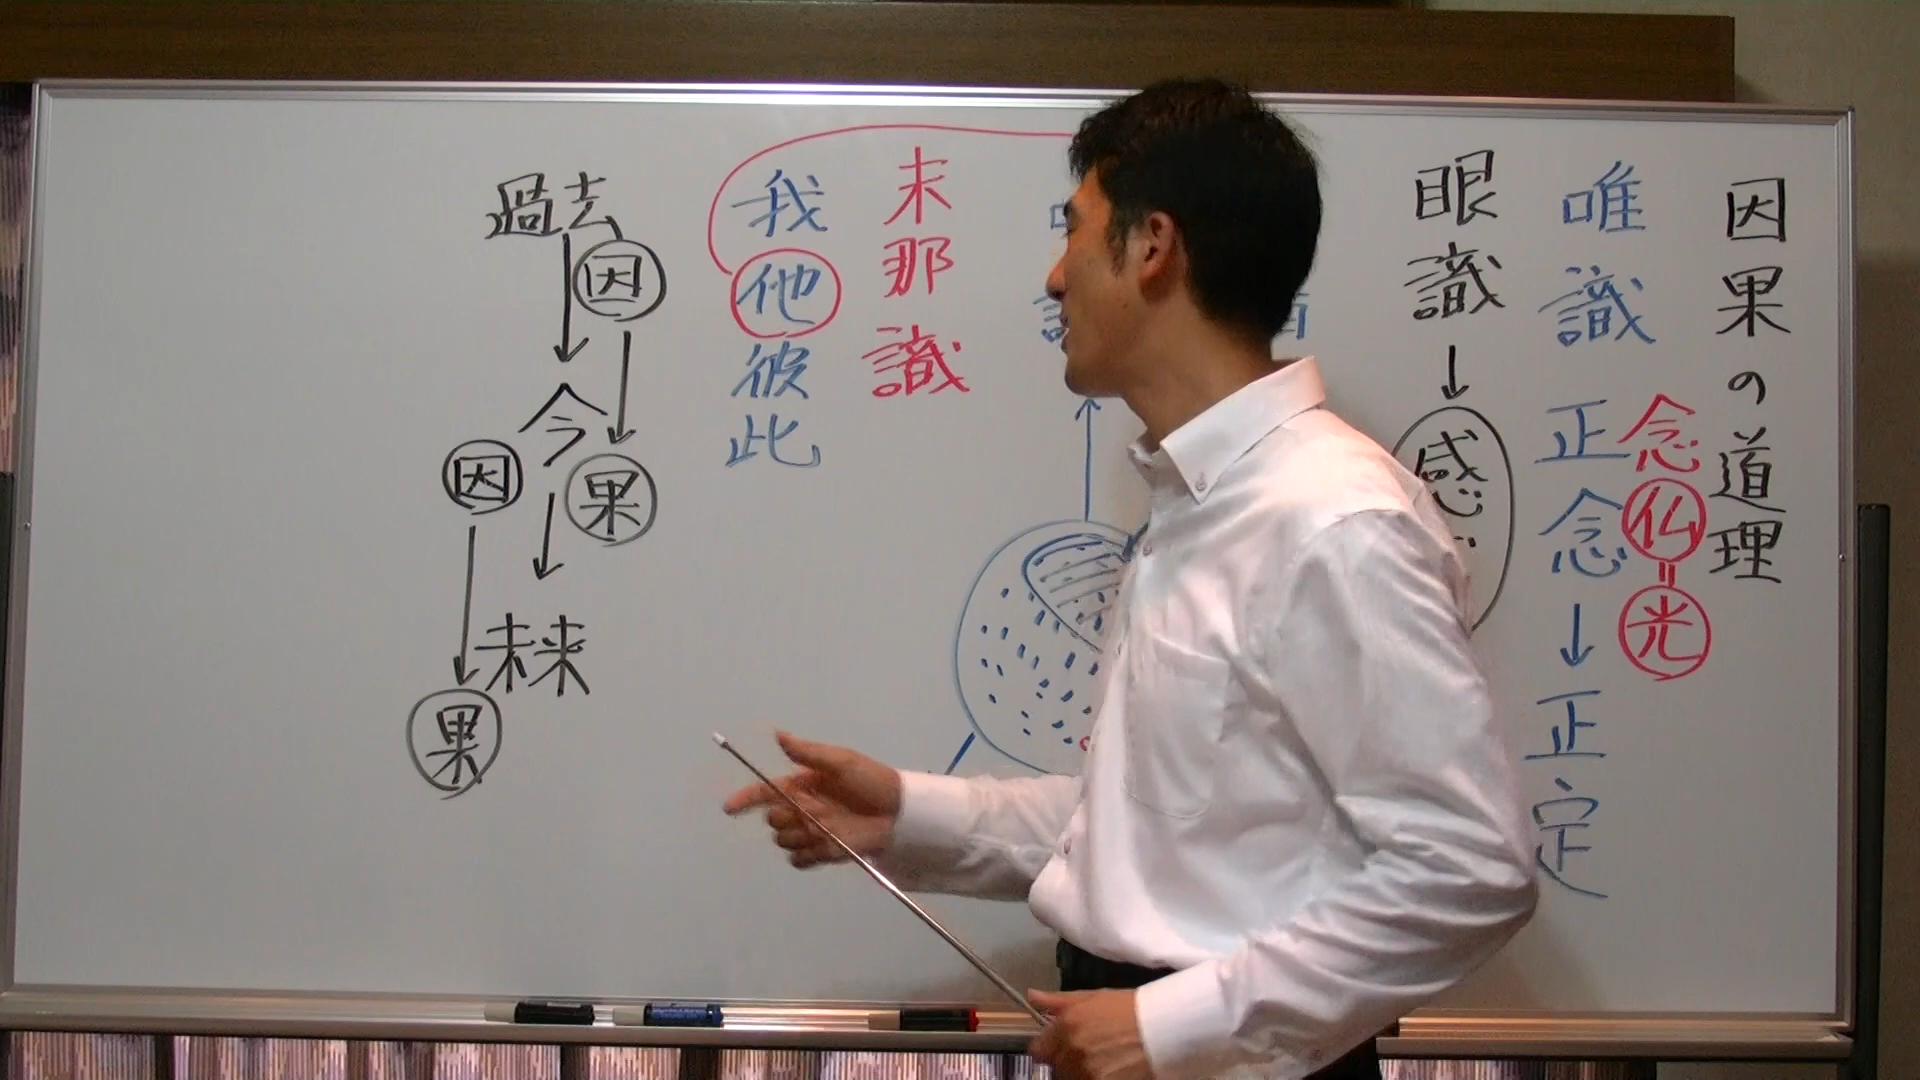 因果の道理
念仏＝光
唯識 正念→正定
眼識→感
末那識
我他彼此
過去→今→未来
因→果
因→果